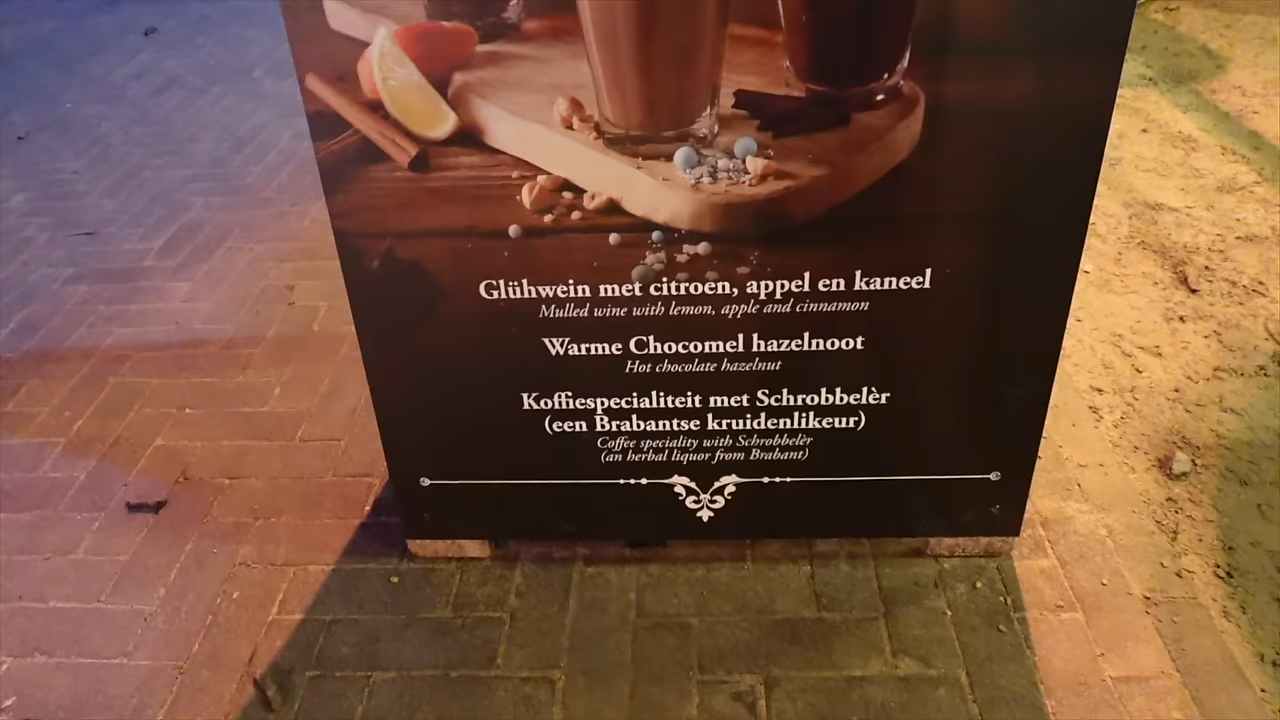 Glühwein met citroen, appel en kaneel
Mulled wine with lemon, apple and cinnamon
Warme Chocomel hazelnoot
Hot chocolate hazelnut
Koffiespecialiteit met Schrobbelèr
(een Brabantse kruidenlikeur)
Coffee speciality with Schrobbelèr
(an herbal liquor from Brabant)